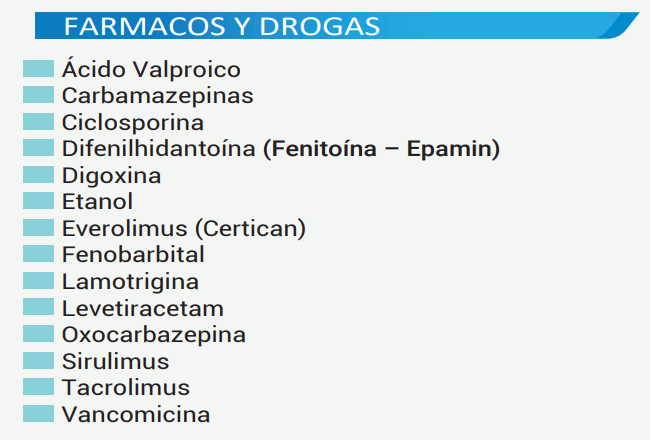 FARMACOS Y DROGAS
Ácido Valproico
Carbamazepinas
Ciclosporina
Difenilhidantoína (Fenitoína – Epamin)
Digoxina
Etanol
Everolimus (Certican)
Fenobarbital
Lamotrigina
Levetiracetam
Oxocarbazepina
Sirulimus
Tacrolimus
Vancomicina